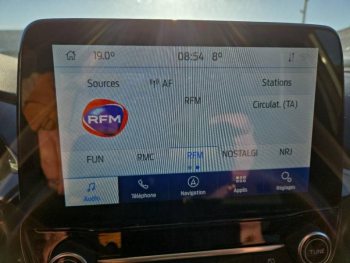 19.0° 08:54 8°
Sources AF Stations
RFM
Circulat. (TA)
RFM
FUN RMC RFM NOSTALGI NRJ
Audio Téléphone Navigation Applis Réglages
TUNE